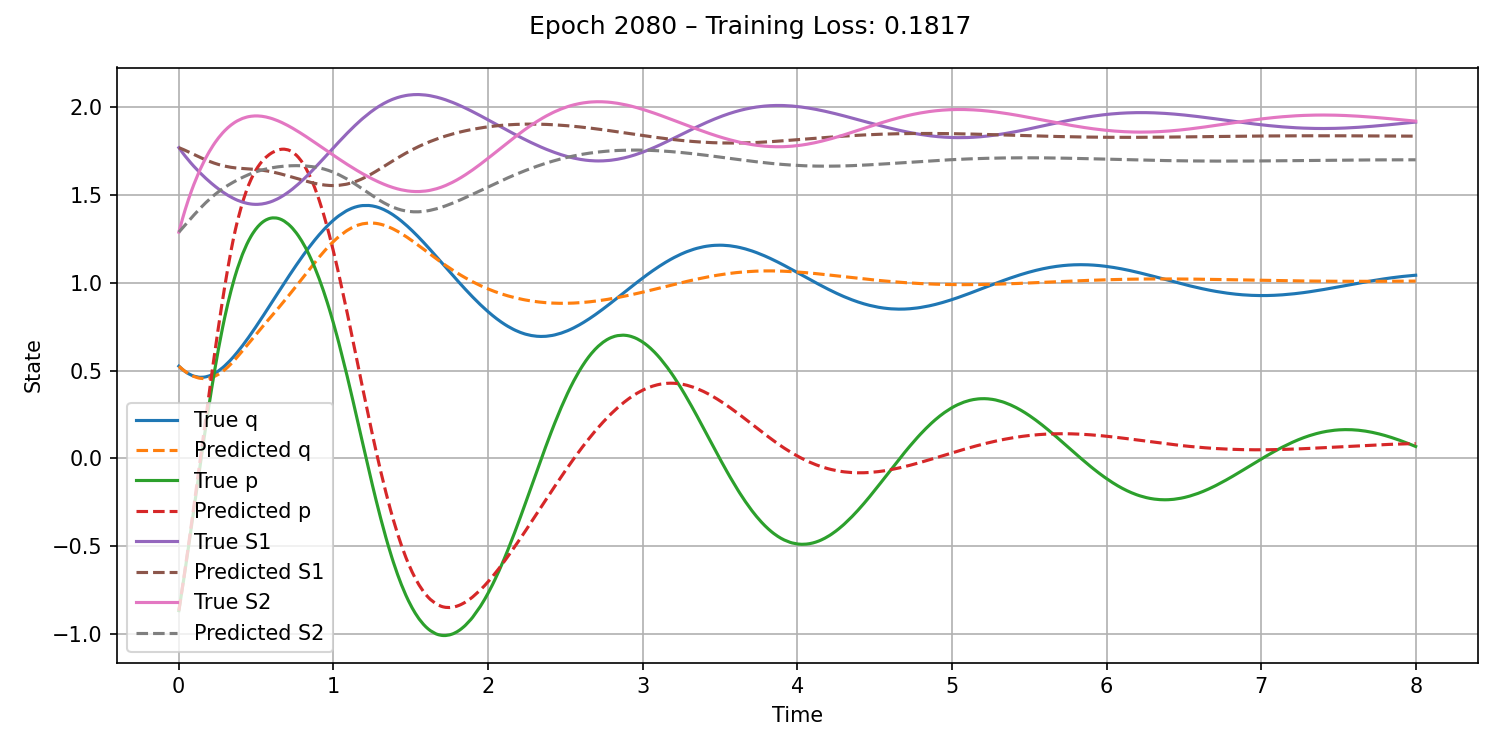 Epoch 2080 – Training Loss: 0.1817
2.0
1.5
1.0
0.5
0.0
−0.5
−1.0
State
True q
Predicted q
True p
Predicted p
True S1
Predicted S1
True S2
Predicted S2
0 1 2 3 4 5 6 7 8
Time